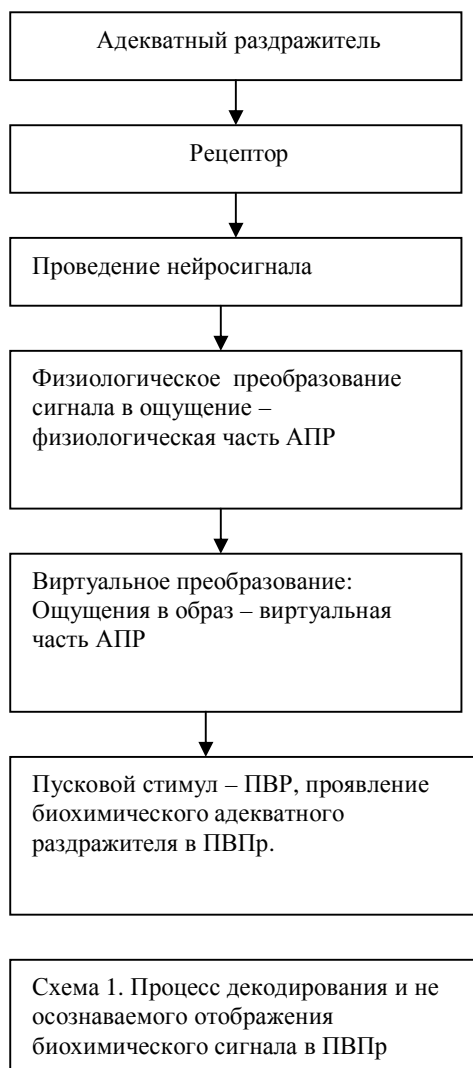 Адекватный раздражитель
Рецептор
Проведение нейросигнала
Физиологическое преобразование
сигнала в ощущение –
физиологическая часть АПР
Виртуальное преобразование:
Ощущения в образ – виртуальная
часть АПР
Пусковой стимул – ПВР, проявление
биохимического адекватного
раздражителя в ПВПр.
Схема 1. Процесс декодирования и не
осознаваемого отображения
биохимического сигнала в ПВПр